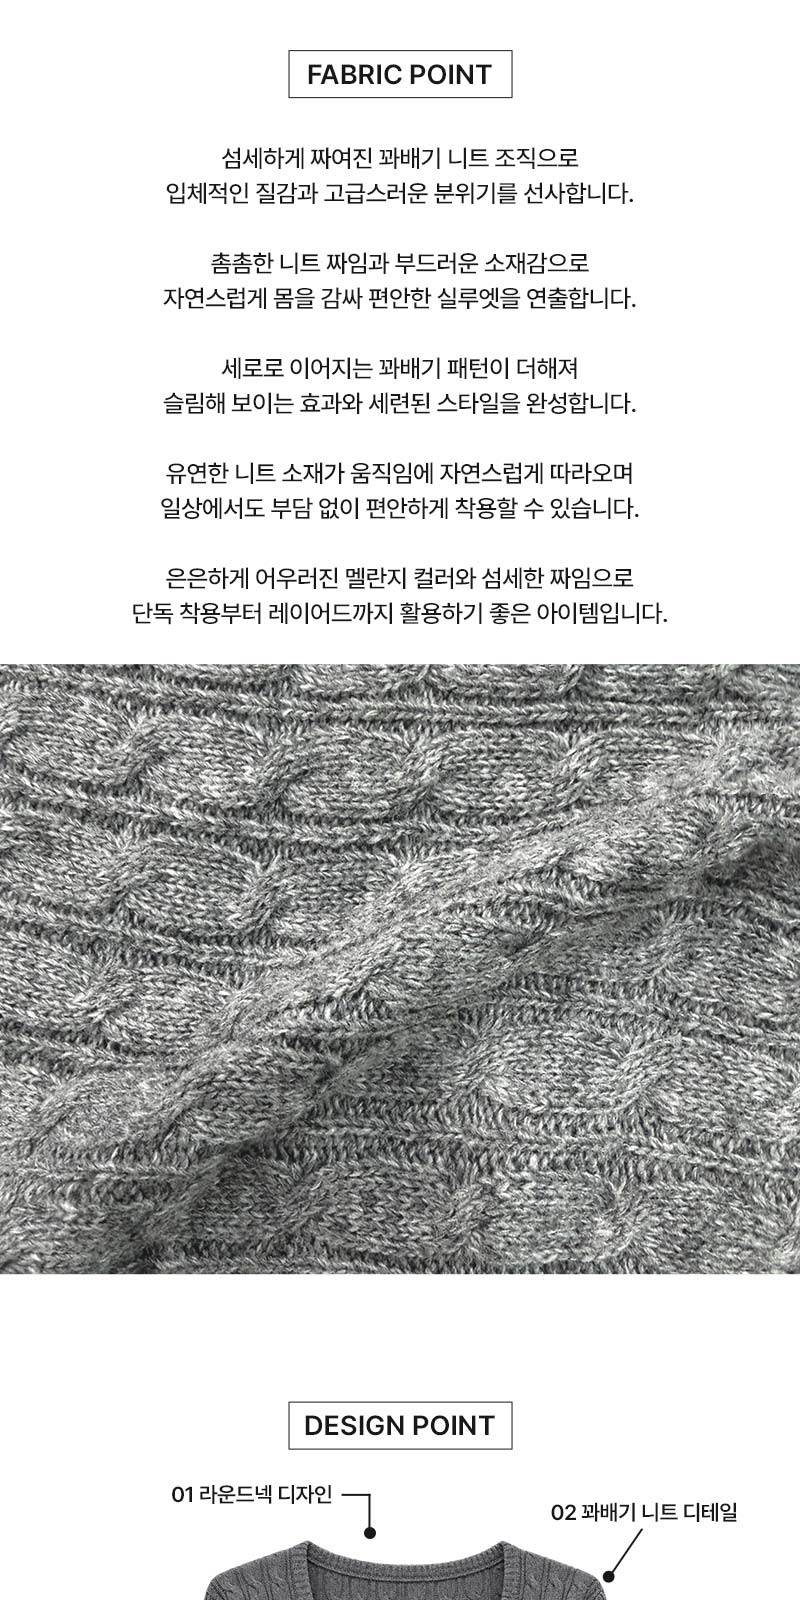 FABRIC POINT
섬세하게 짜여진 꽈배기 니트 조직으로
입체적인 질감과 고급스러운 분위기를 선사합니다.
촘촘한 니트 짜임과 부드러운 소재감으로
자연스럽게 몸을 감싸 편안한 실루엣을 연출합니다.
세로로 이어지는 꽈배기 패턴이 더해져
슬림해 보이는 효과와 세련된 스타일을 완성합니다.
유연한 니트 소재가 움직임에 자연스럽게 따라오며
일상에서도 부담 없이 편안하게 착용할 수 있습니다.
은은하게 어우러진 멜란지 컬러와 섬세한 짜임으로
단독 착용부터 레이어드까지 활용하기 좋은 아이템입니다.
DESIGN POINT
01 라운드넥 디자인
02 꽈배기 니트 디테일